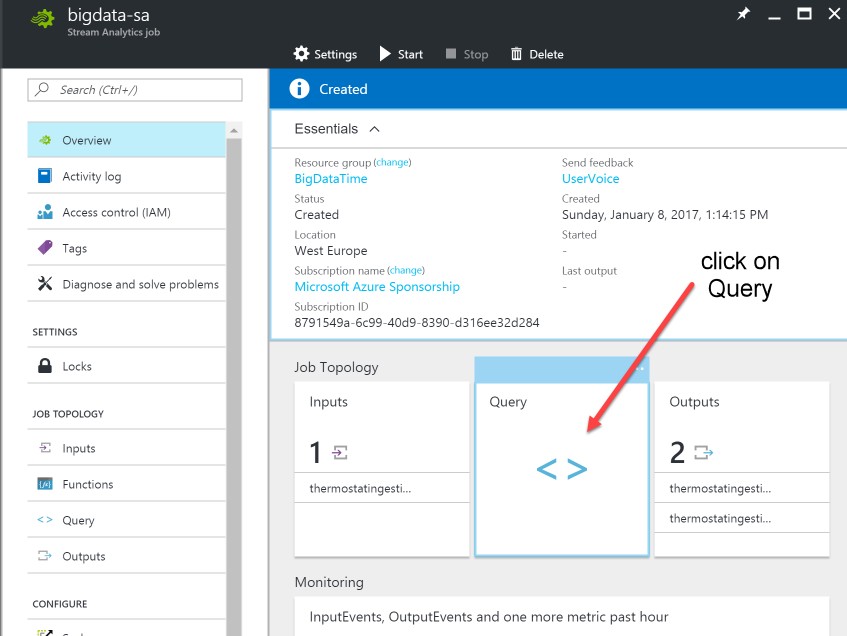 bigdata-sa
Stream Analytics job
Settings
Start
Stop
Delete
Search (Ctrl+/)
Overview
Activity log
Access control (IAM)
Tags
Diagnose and solve problems
SETTINGS
Locks
JOB TOPOLOGY
Inputs
Functions
Query
Outputs
CONFIGURE
Created
Essentials
Resource group (change)
BigDataTime
Status
Created
Location
West Europe
Subscription name (change)
Microsoft Azure Sponsorship
Subscription ID
8791549a-6c99-40d9-8390-d316ee32d284
Send feedback
UserVoice
Created
Sunday, January 8, 2017, 1:14:15 PM
Started
-
Last output
-
click on
Query
Job Topology
Inputs
1
thermostatingesti...
Query
< >
Outputs
2
thermostatingesti...
thermostatingesti...
Monitoring
InputEvents, OutputEvents and one more metric past hour